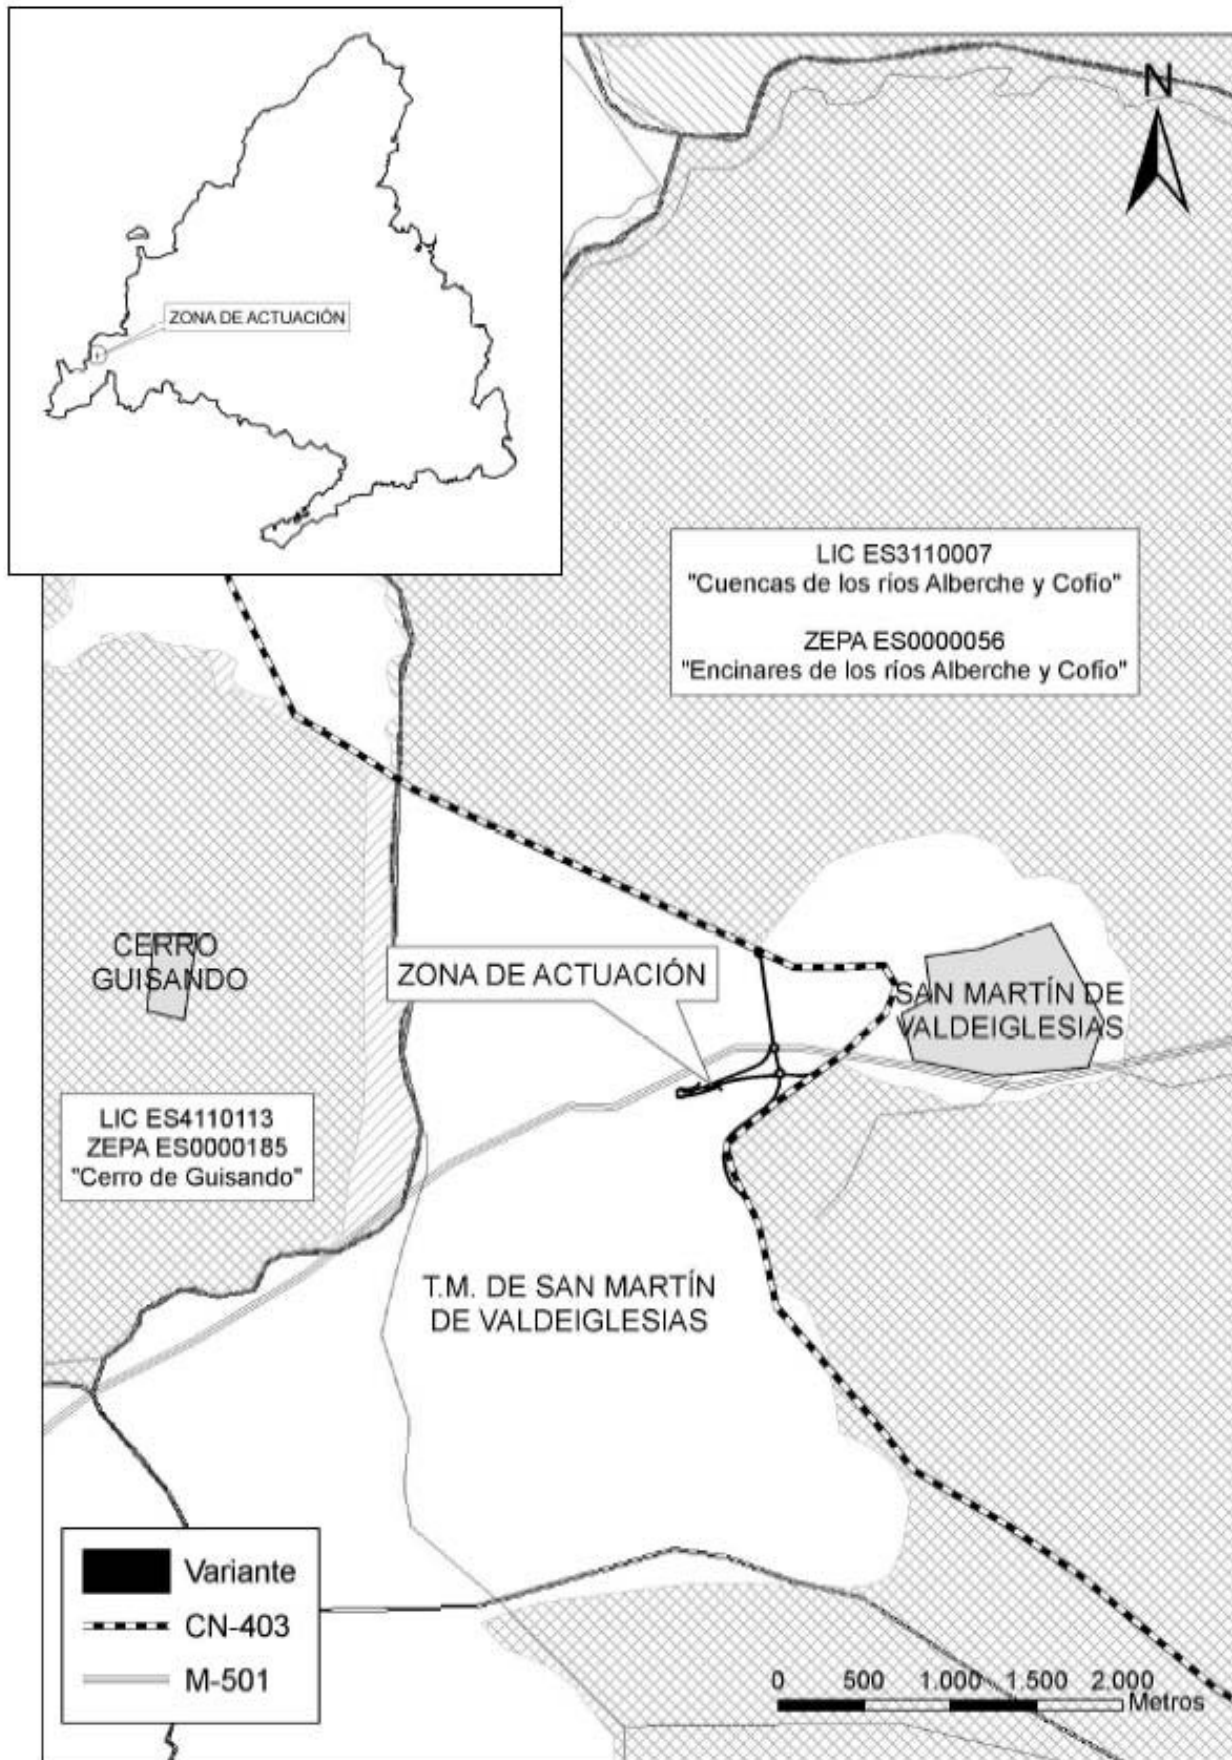 N
ZONA DE ACTUACIÓN
LIC ES3110007
"Cuencas de los ríos Alberche y Cofio"
ZEPA ES0000056
"Encinares de los ríos Alberche y Cofio"
CERRO
GUISANDO
ZONA DE ACTUACIÓN
SAN MARTÍN DE
VALDEIGLESIAS
LIC ES4110113
ZEPA ES0000185
"Cerro de Guisando"
T.M. DE SAN MARTÍN
DE VALDEIGLESIAS
Variante
CN-403
M-501
0 500 1.000 1.500 2.000
Metros